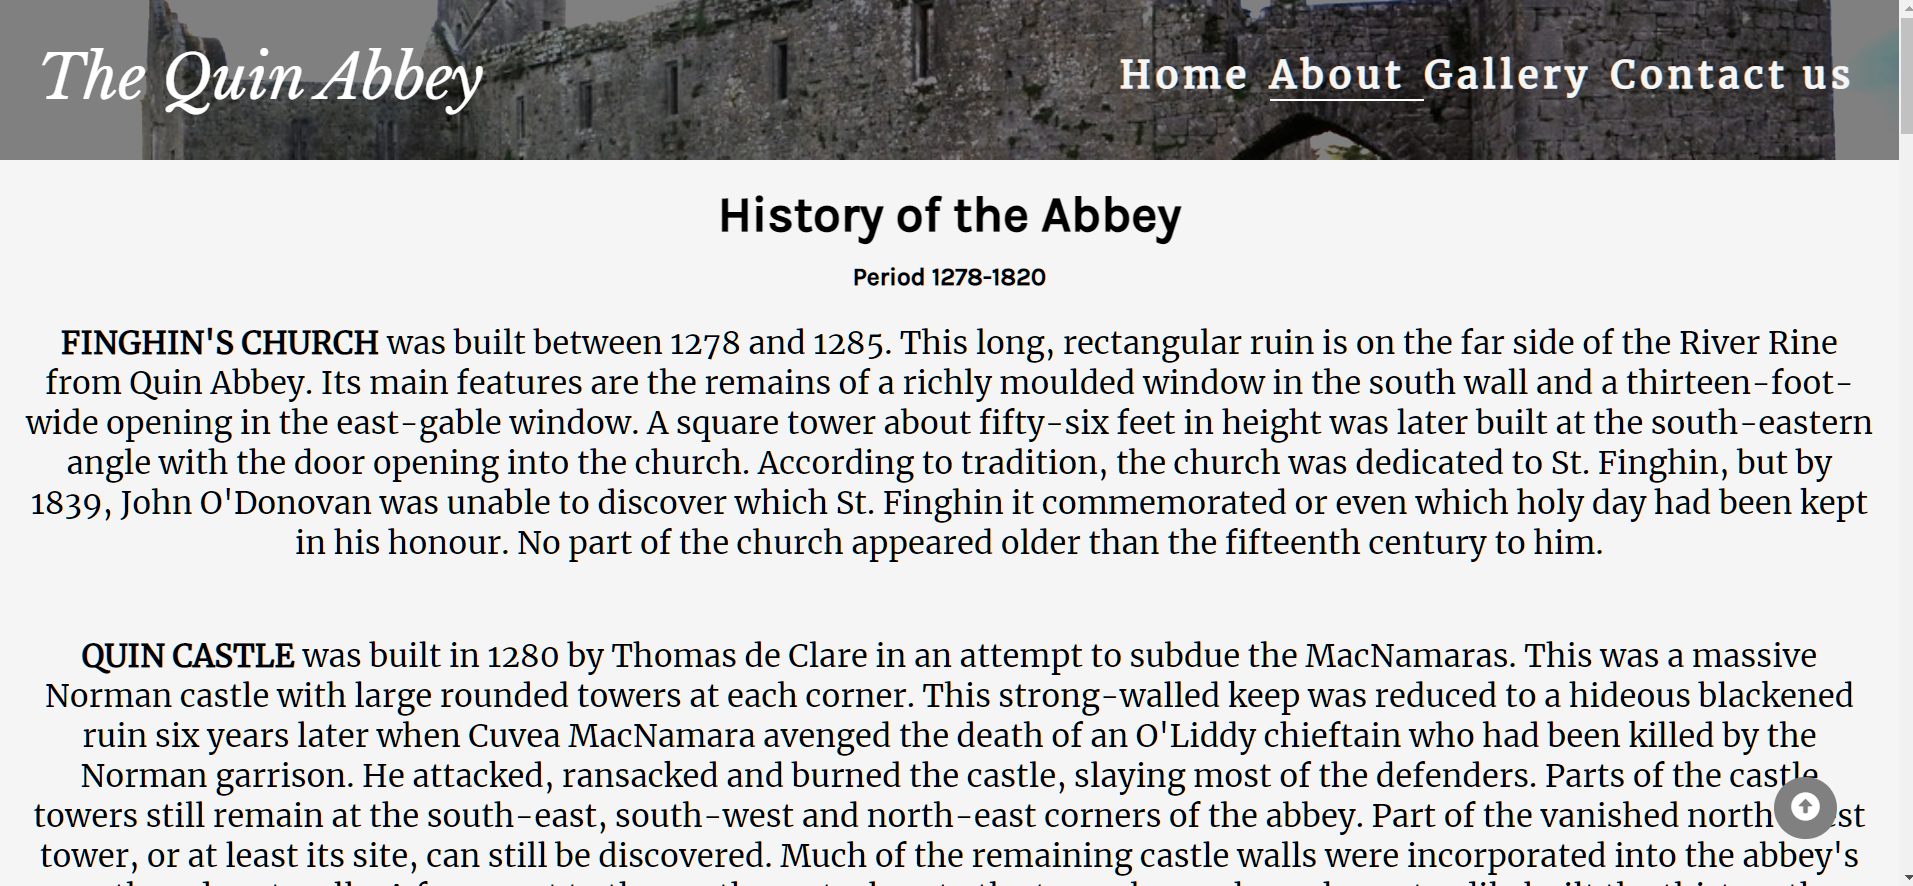 The Quin Abbey
Home About Gallery Contact us
History of the Abbey
Period 1278-1820
FINGHIN'S CHURCH was built between 1278 and 1285. This long, rectangular ruin is on the far side of the River Rine
from Quin Abbey. Its main features are the remains of a richly moulded window in the south wall and a thirteen-foot-
wide opening in the east-gable window. A square tower about fifty-six feet in height was later built at the south-eastern
angle with the door opening into the church. According to tradition, the church was dedicated to St. Finghin, but by
1839, John O'Donovan was unable to discover which St. Finghin it commemorated or even which holy day had been kept
in his honour. No part of the church appeared older than the fifteenth century to him.
QUIN CASTLE was built in 1280 by Thomas de Clare in an attempt to subdue the MacNamaras. This was a massive
Norman castle with large rounded towers at each corner. This strong-walled keep was reduced to a hideous blackened
ruin six years later when Cuvea MacNamara avenged the death of an O'Liddy chieftain who had been killed by the
Norman garrison. He attacked, ransacked and burned the castle, slaying most of the defenders. Parts of the castle
towers still remain at the south-east, south-west and north-east corners of the abbey. Part of the vanished north
tower, or at least its site, can still be discovered. Much of the remaining castle walls were incorporated into the abbey's